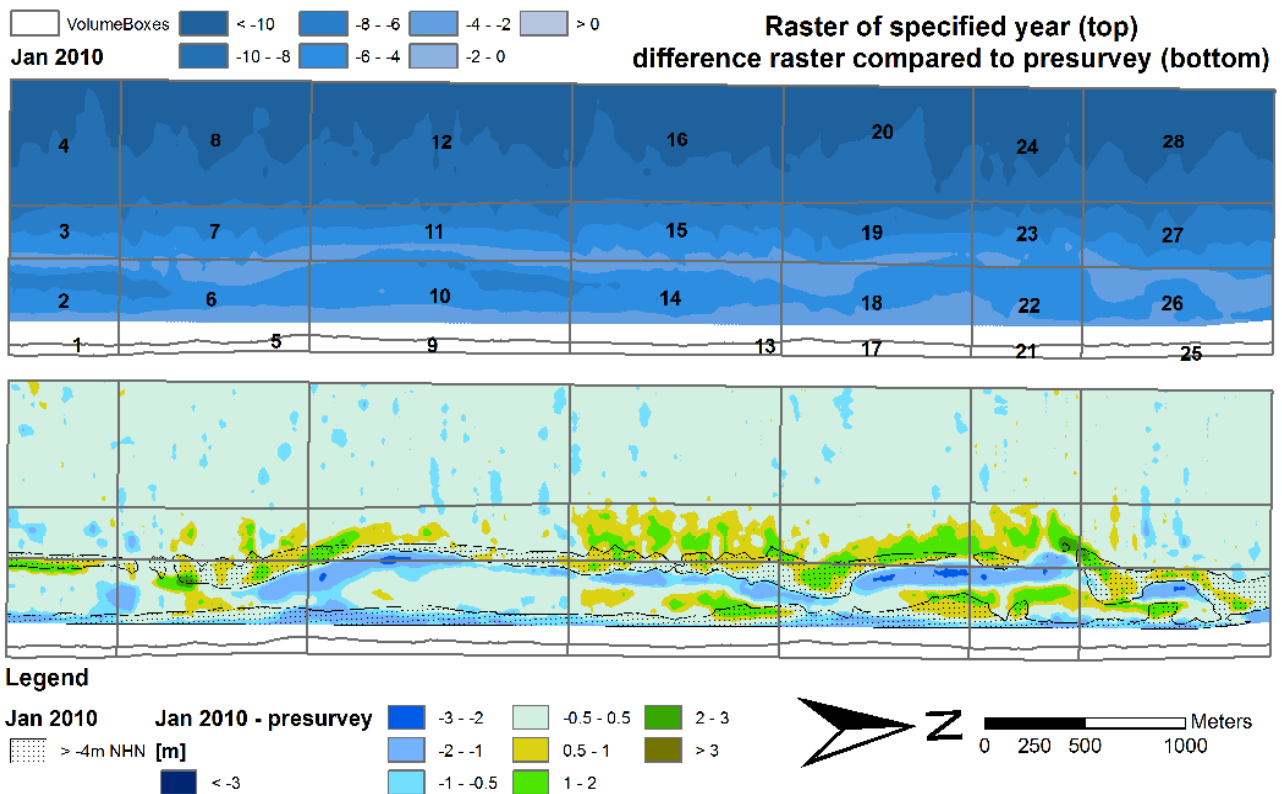 VolumeBoxes < -10 -8 - -6 -4 - -2 > 0
Jan 2010 -10 - -8 -6 - -4 -2 - 0
Raster of specified year (top)
difference raster compared to presurvey (bottom)
4 8 12 16 20 24 28
3 7 11 15 19 23 27
2 6 10 14 18 22 26
1 5 9 13 17 21 25
Legend
Jan 2010 Jan 2010 - presurvey -3 - -2 -0.5 - 0.5 2 - 3
> -4m NHN [m] -2 - -1 0.5 - 1 > 3
< -3 -1 - -0.5 1 - 2
N
Meters
0 250 500 1000